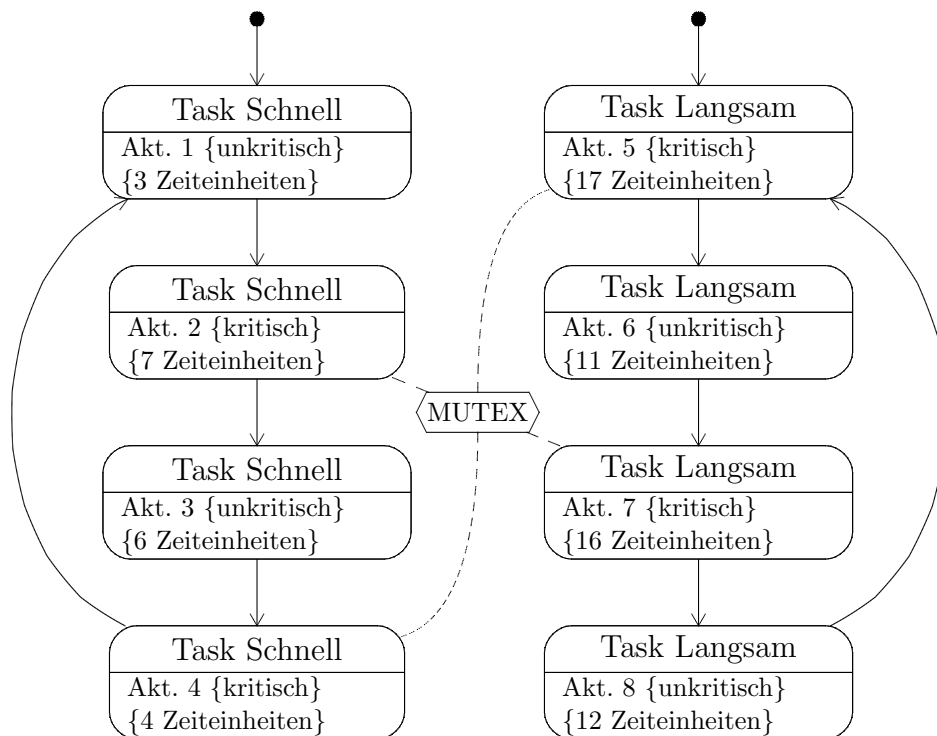 Task Schnell
Akt. 1 {unkritisch}
{3 Zeiteinheiten}
Task Langsam
Akt. 5 {kritisch}
{17 Zeiteinheiten}
Task Schnell
Akt. 2 {kritisch}
{7 Zeiteinheiten}
Task Langsam
Akt. 6 {unkritisch}
{11 Zeiteinheiten}
MUTEX
Task Schnell
Akt. 3 {unkritisch}
{6 Zeiteinheiten}
Task Langsam
Akt. 7 {kritisch}
{16 Zeiteinheiten}
Task Schnell
Akt. 4 {kritisch}
{4 Zeiteinheiten}
Task Langsam
Akt. 8 {unkritisch}
{12 Zeiteinheiten}